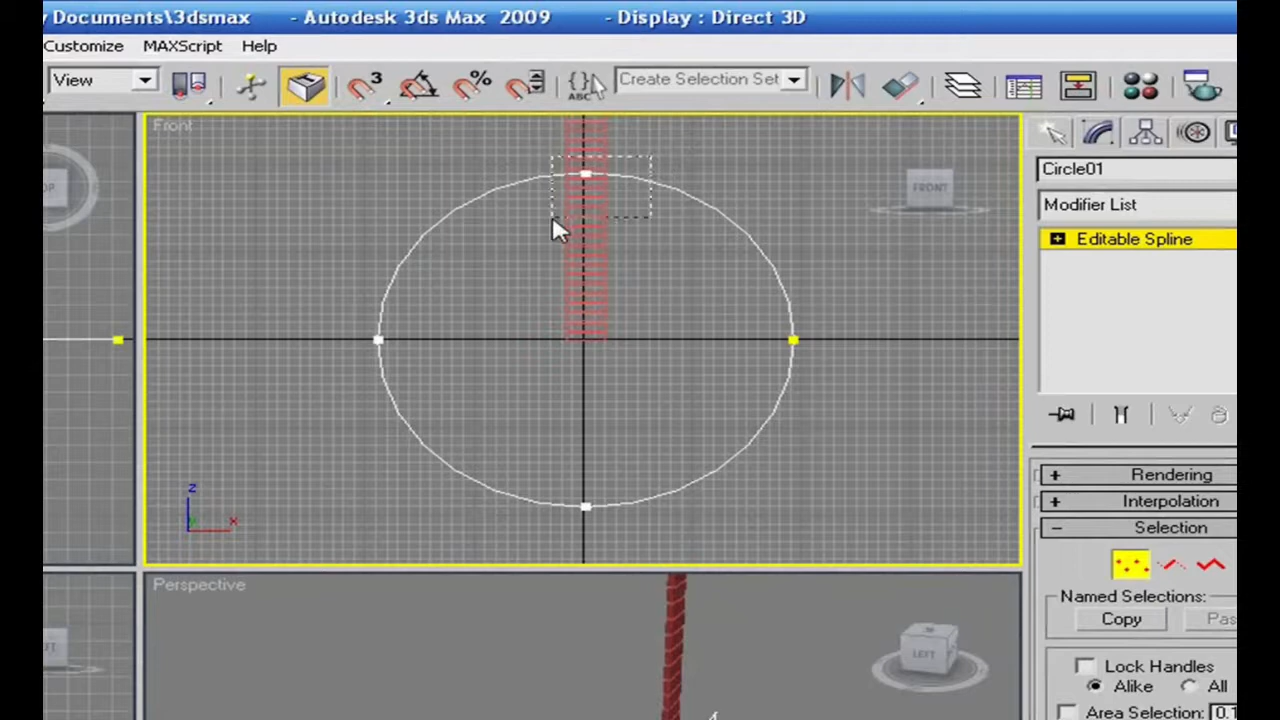 y Documents\3dsmax - Autodesk 3ds Max 2009 - Display : Direct 3D
Customize MAXScript Help
View
3
%
ABC
Create Selection Set
Front
FRONT
Circle01
Modifier List
Editable Spline
z
x
Rendering
Interpolation
Selection
Perspective
Named Selections:
Copy
Pas
LEFT
Lock Handles
Alike
All
Area Selection: 0.1